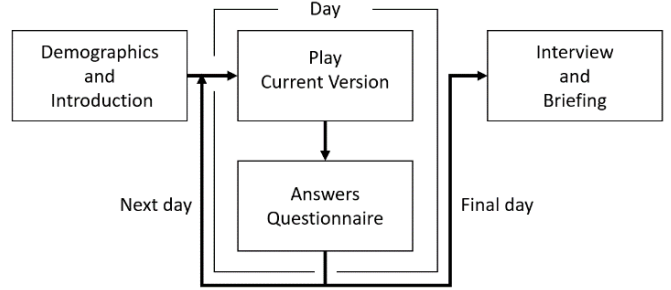 Day
Demographics
and
Introduction
Play
Current Version
Interview
and
Briefing
Answers
Questionnaire
Next day
Final day